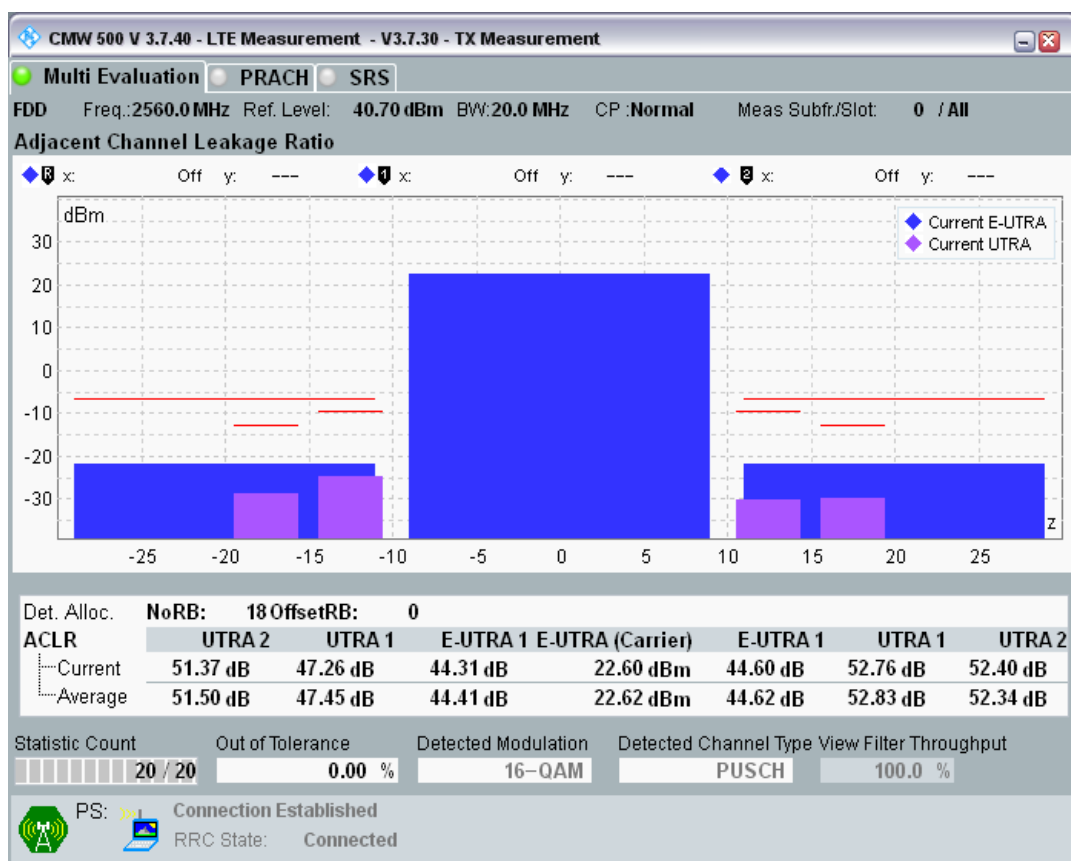 CMW 500 V 3.7.40 - LTE Measurement - V3.7.30 - TX Measurement
Multi Evaluation PRACH SRS
FDD Freq.:2560.0 MHz Ref. Level: 40.70 dBm BW:20.0 MHz CP :Normal Meas Subfr./Slot: 0 / All
Adjacent Channel Leakage Ratio
R x: Off y: --- 1 x: Off y: --- 2 x: Off y: ---
dBm
Current E-UTRA
Current UTRA
30
20
10
0
-10
-20
-30
z
-25 -20 -15 -10 -5 0 5 10 15 20 25
Det. Alloc. NoRB: 18 OffsetRB: 0
ACLR UTRA 2 UTRA 1 E-UTRA 1 E-UTRA (Carrier) E-UTRA 1 UTRA 1 UTRA 2
Current 51.37 dB 47.26 dB 44.31 dB 22.60 dBm 44.60 dB 52.76 dB 52.40 dB
Average 51.50 dB 47.45 dB 44.41 dB 22.62 dBm 44.62 dB 52.83 dB 52.34 dB
Statistic Count Out of Tolerance Detected Modulation Detected Channel Type View Filter Throughput
20 / 20 0.00 % 16-QAM PUSCH 100.0 %
PS: Connection Established
RRC State: Connected